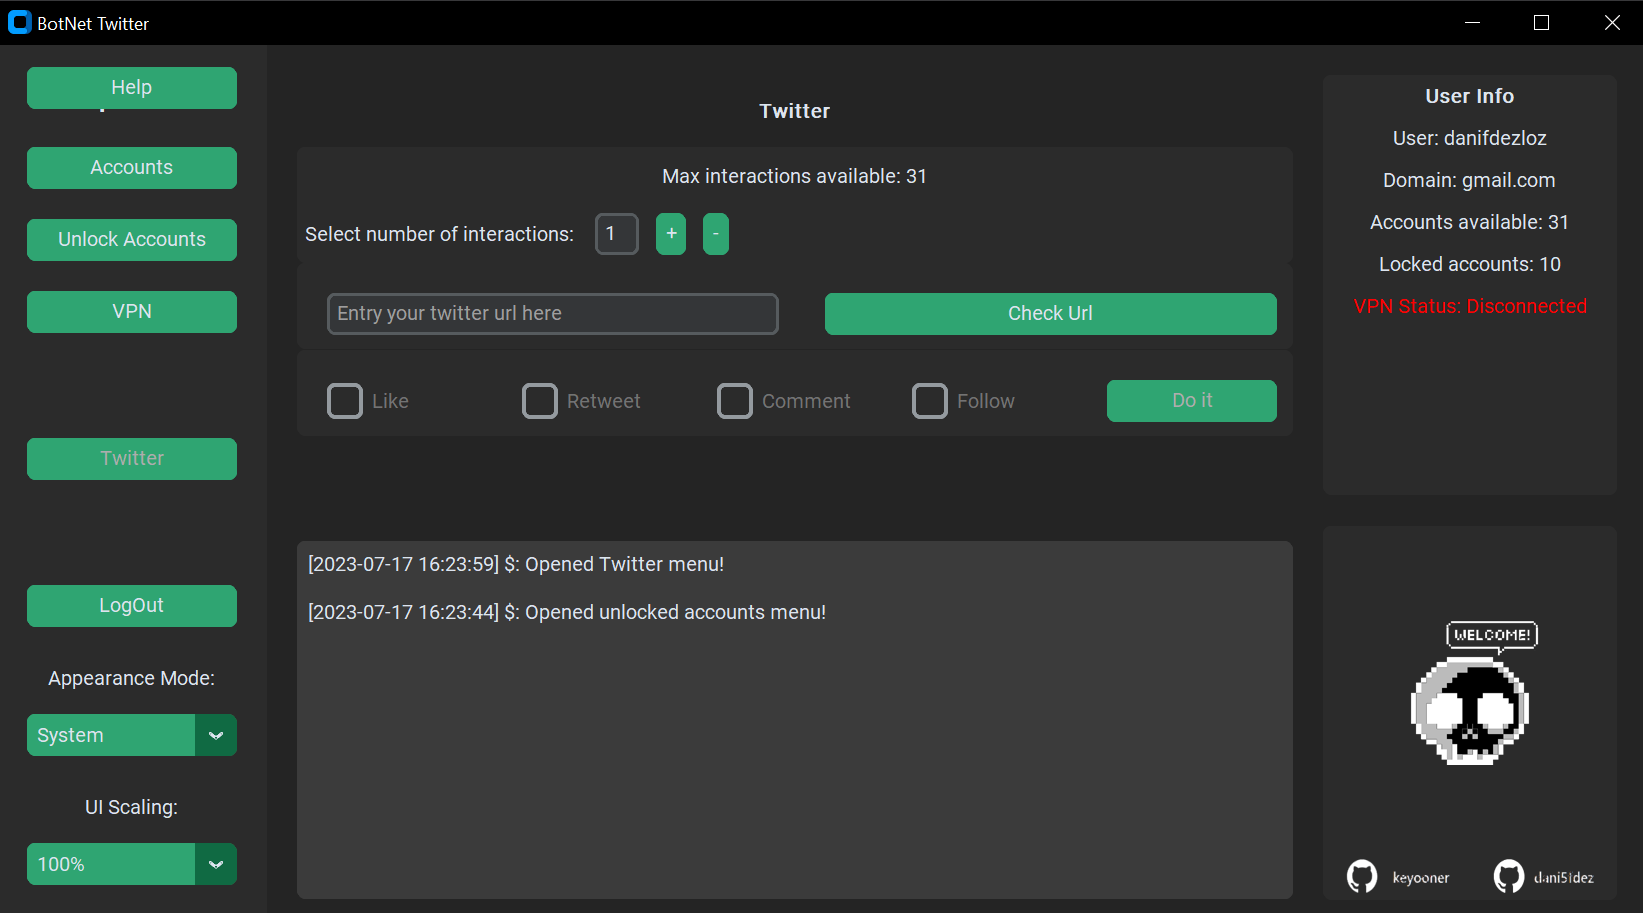 BotNet Twitter
Help
Accounts
Unlock Accounts
VPN
Twitter
LogOut
Appearance Mode:
System
UI Scaling:
100%
Twitter
Max interactions available: 31
Select number of interactions: 1 + -
Entry your twitter url here
Check Url
Like
Retweet
Comment
Follow
Do it
[2023-07-17 16:23:59] $: Opened Twitter menu!
[2023-07-17 16:23:44] $: Opened unlocked accounts menu!
User Info
User: danifdezloz
Domain: gmail.com
Accounts available: 31
Locked accounts: 10
VPN Status: Disconnected
WELCOME!
keyooner